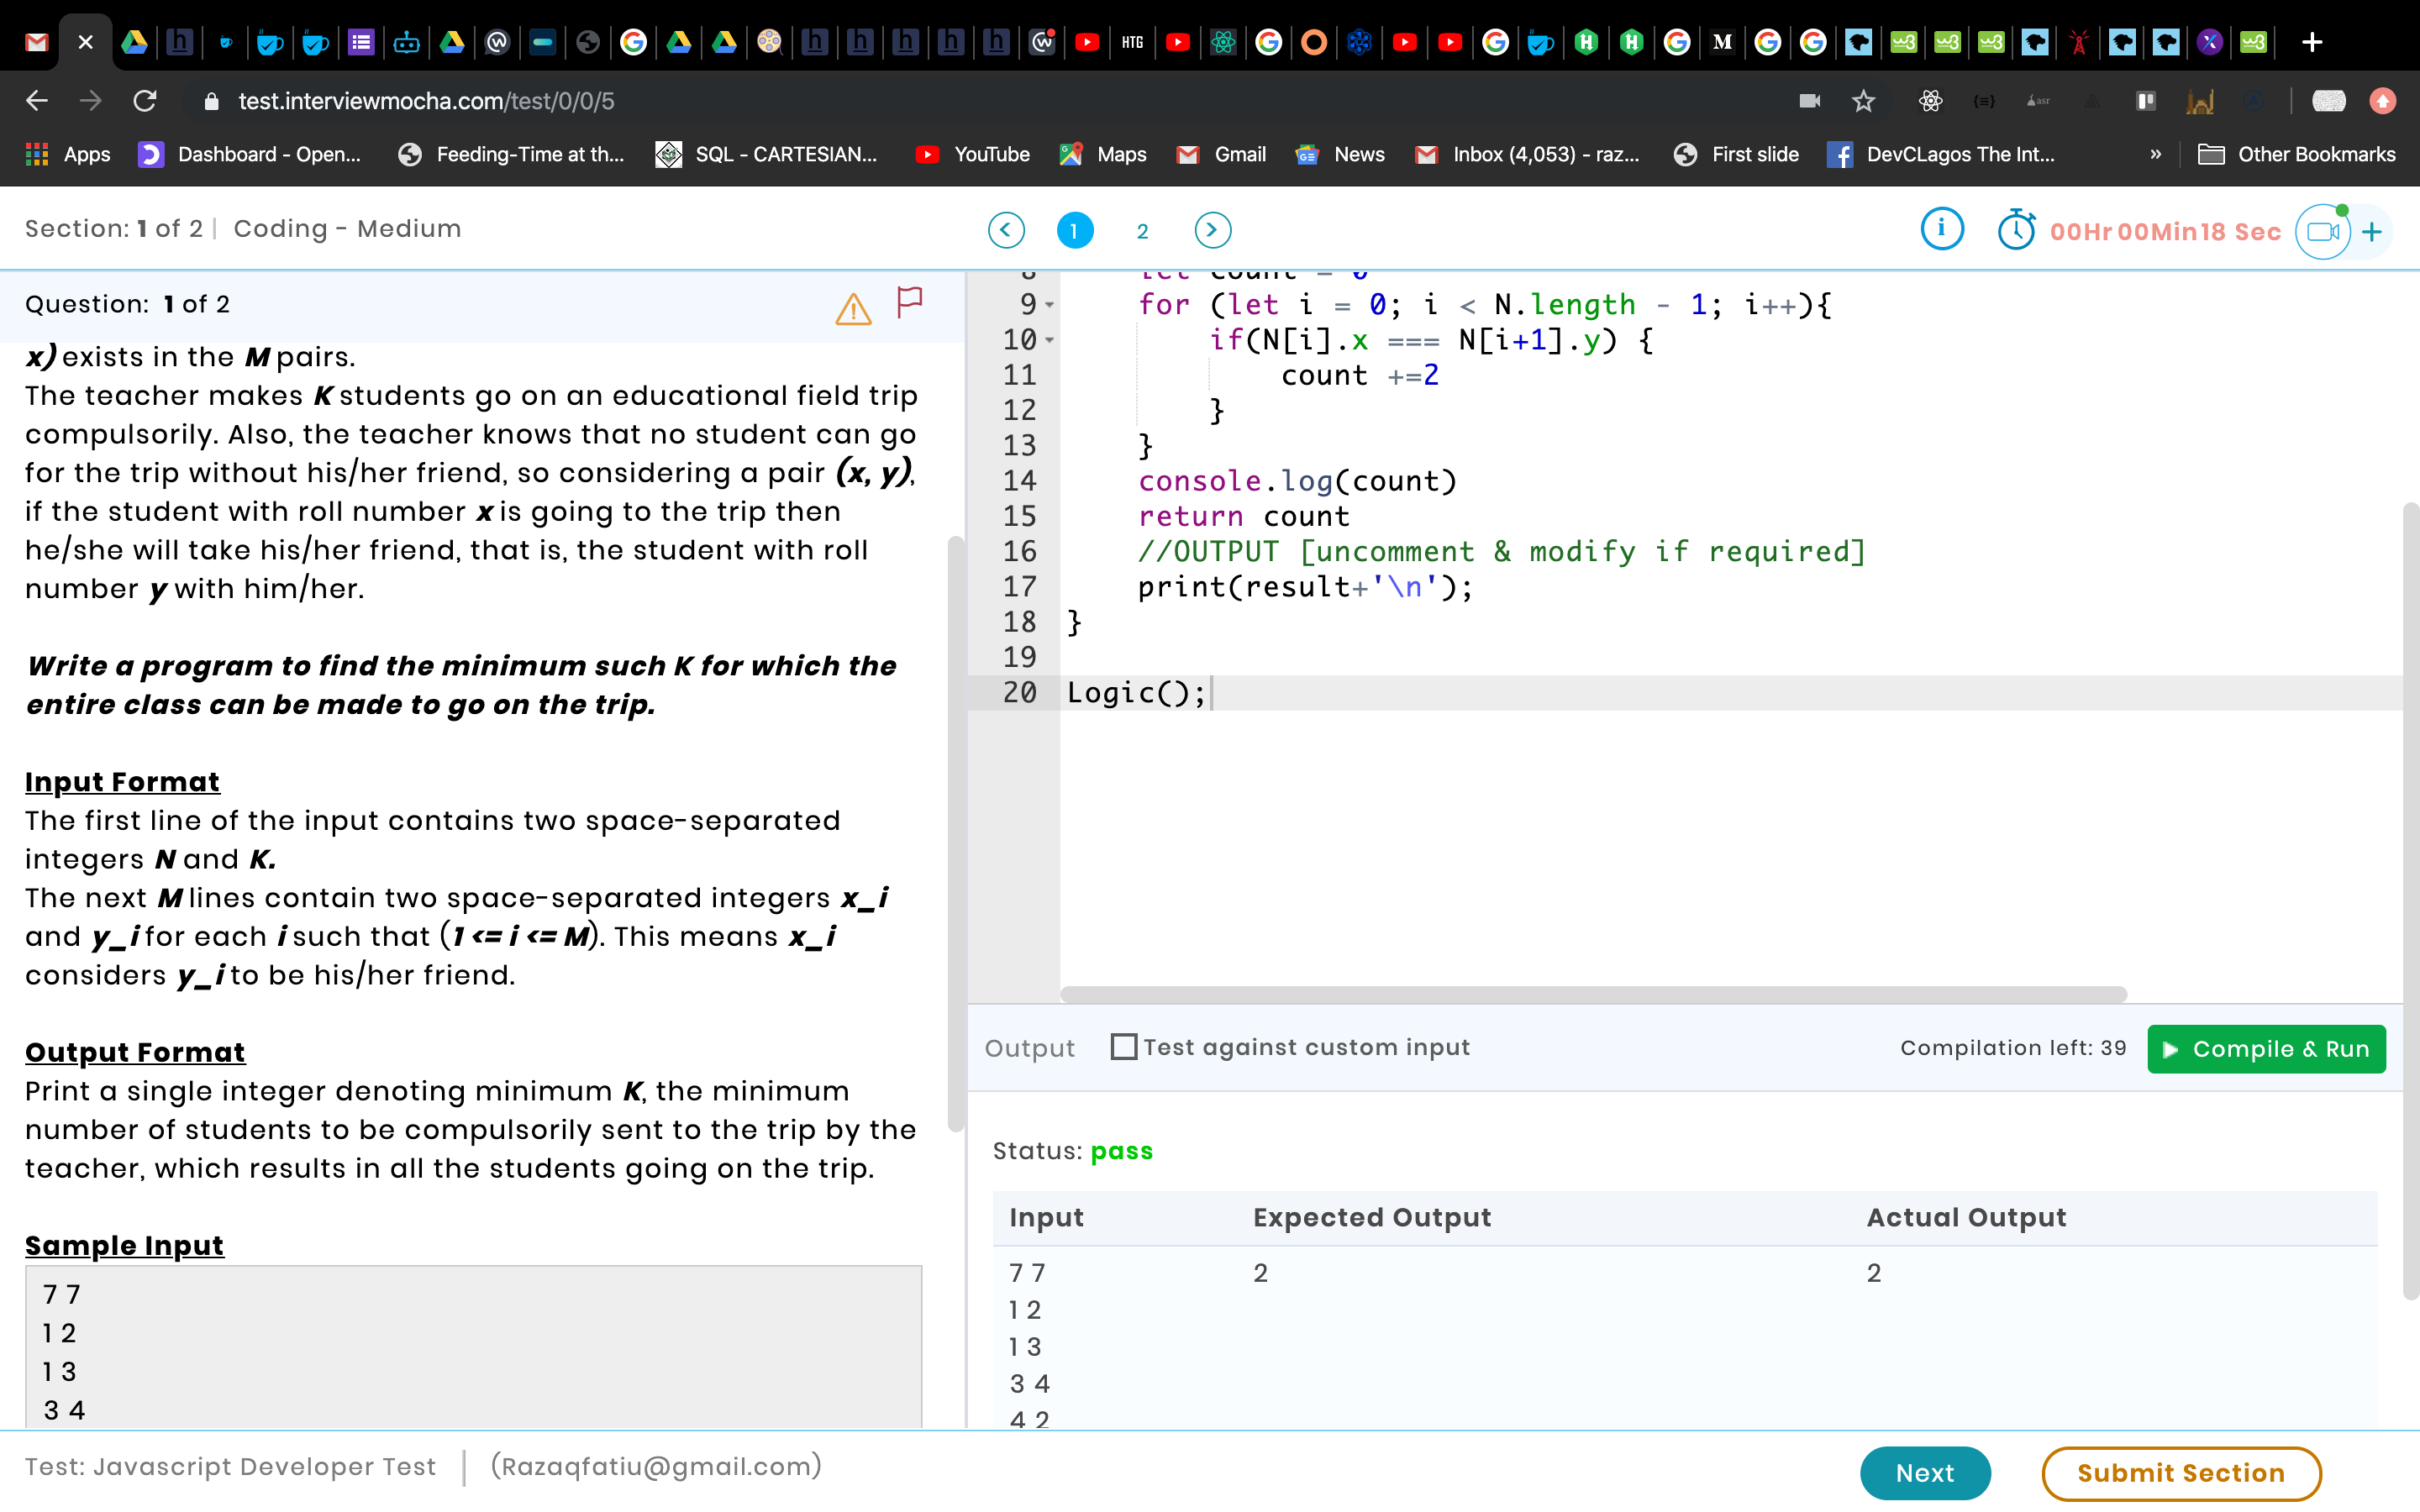 HTG
M
test.interviewmocha.com/test/0/0/5
Apps
Dashboard - Open...
Feeding-Time at th...
SQL - CARTESIAN...
YouTube
Maps
Gmail
News
Inbox (4,053) - raz...
First slide
DevCLagos The Int...
»
Other Bookmarks
Section: 1 of 2 | Coding - Medium
< 1 2 >
00Hr 00Min 18 Sec
+
Question: 1 of 2
x) exists in the M pairs.
The teacher makes K students go on an educational field trip
compulsorily. Also, the teacher knows that no student can go
for the trip without his/her friend, so considering a pair (x, y),
if the student with roll number x is going to the trip then
he/she will take his/her friend, that is, the student with roll
number y with him/her.
Write a program to find the minimum such K for which the
entire class can be made to go on the trip.
Input Format
The first line of the input contains two space-separated
integers N and K.
The next M lines contain two space-separated integers x_i
and y_i for each i such that (1 <= i <= M). This means x_i
considers y_i to be his/her friend.
Output Format
Print a single integer denoting minimum K, the minimum
number of students to be compulsorily sent to the trip by the
teacher, which results in all the students going on the trip.
Sample Input
7 7
1 2
1 3
3 4
8 let count = 0
9 for (let i = 0; i < N.length - 1; i++){
10 if(N[i].x === N[i+1].y) {
11 count +=2
12 }
13 }
14 console.log(count)
15 return count
16 //OUTPUT [uncomment & modify if required]
17 print(result+'\n');
18 }
19
20 Logic();
Output
Test against custom input
Compilation left: 39
Compile & Run
Status: pass
Input Expected Output Actual Output
7 7 2 2
1 2
1 3
3 4
4 2
Test: Javascript Developer Test | (Razaqfatiu@gmail.com)
Next
Submit Section